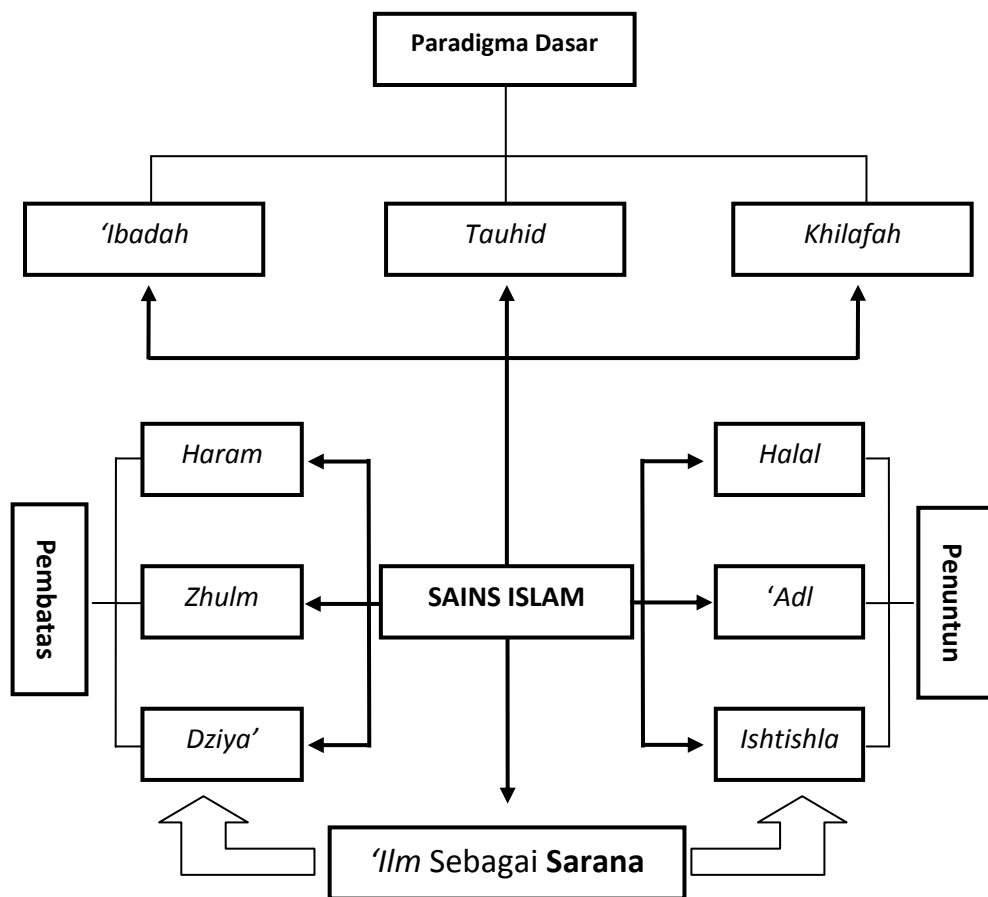 Paradigma Dasar
‘Ibadah
Tauhid
Khilafah
Haram
Halal
Pembatas
Zhulm
SAINS ISLAM
‘Adl
Penuntun
Dziya’
Ishtishla
‘Ilm Sebagai Sarana